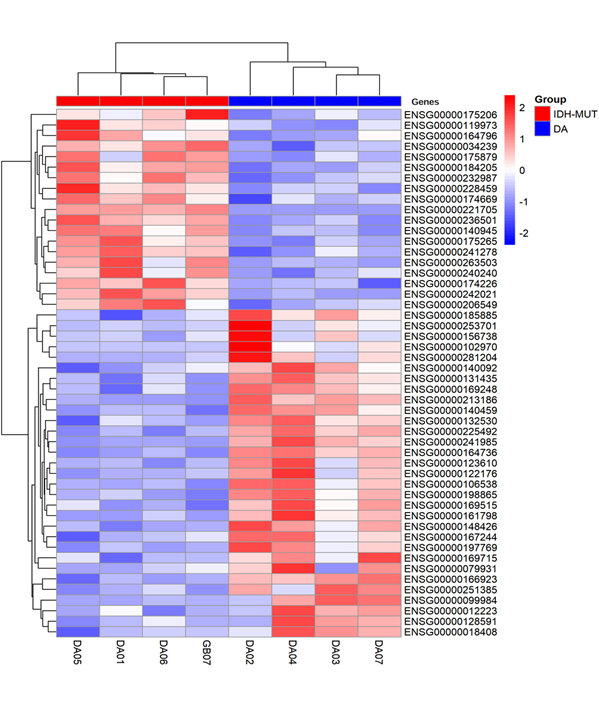 Genes
Group
IDH-MUT
DA
2
1
0
-1
-2
ENSG00000175206
ENSG00000119973
ENSG00000164796
ENSG00000034239
ENSG00000175879
ENSG00000184205
ENSG00000232987
ENSG00000228459
ENSG00000174669
ENSG00000221705
ENSG00000236501
ENSG00000140945
ENSG00000175265
ENSG00000241278
ENSG00000263503
ENSG00000240240
ENSG00000174226
ENSG00000242021
ENSG00000206549
ENSG00000185885
ENSG00000253701
ENSG00000156738
ENSG00000102970
ENSG00000281204
ENSG00000140092
ENSG00000131435
ENSG00000169248
ENSG00000213186
ENSG00000140459
ENSG00000132530
ENSG00000225492
ENSG00000241985
ENSG00000164736
ENSG00000123610
ENSG00000122176
ENSG00000106538
ENSG00000198865
ENSG00000169515
ENSG00000161798
ENSG00000148426
ENSG00000167244
ENSG00000197769
ENSG00000169715
ENSG00000079931
ENSG00000166923
ENSG00000251385
ENSG00000099984
ENSG00000012223
ENSG00000128591
ENSG00000018408
DA05
DA01
DA06
GB07
DA02
DA04
DA03
DA07